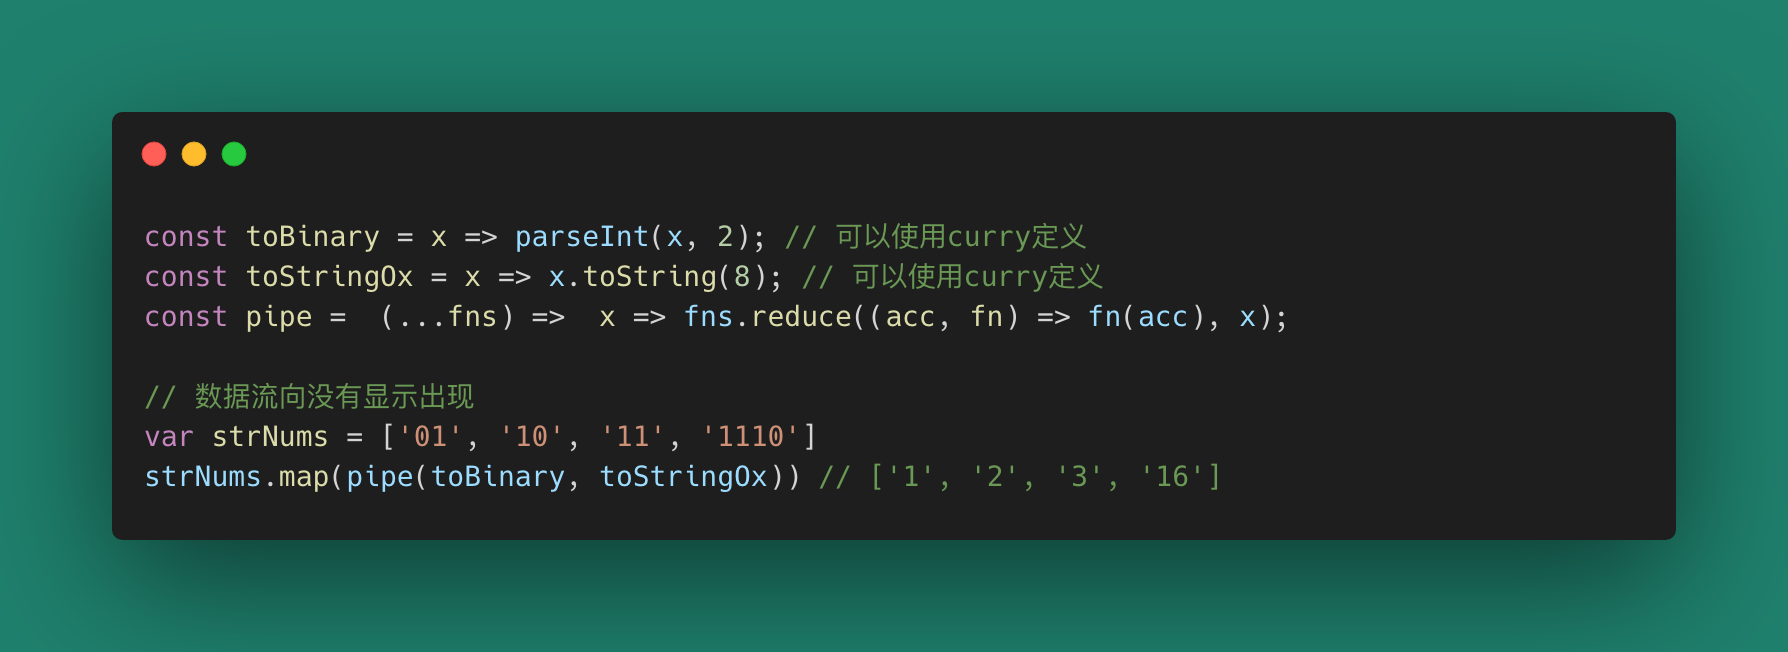 const toBinary = x => parseInt(x, 2); // 可以使用curry定义
const toStringOx = x => x.toString(8); // 可以使用curry定义
const pipe =  (...fns) =>  x => fns.reduce((acc, fn) => fn(acc), x);
// 数据流向没有显示出现
var strNums = ['01', '10', '11', '1110']
strNums.map(pipe(toBinary, toStringOx)) // ['1', '2', '3', '16']